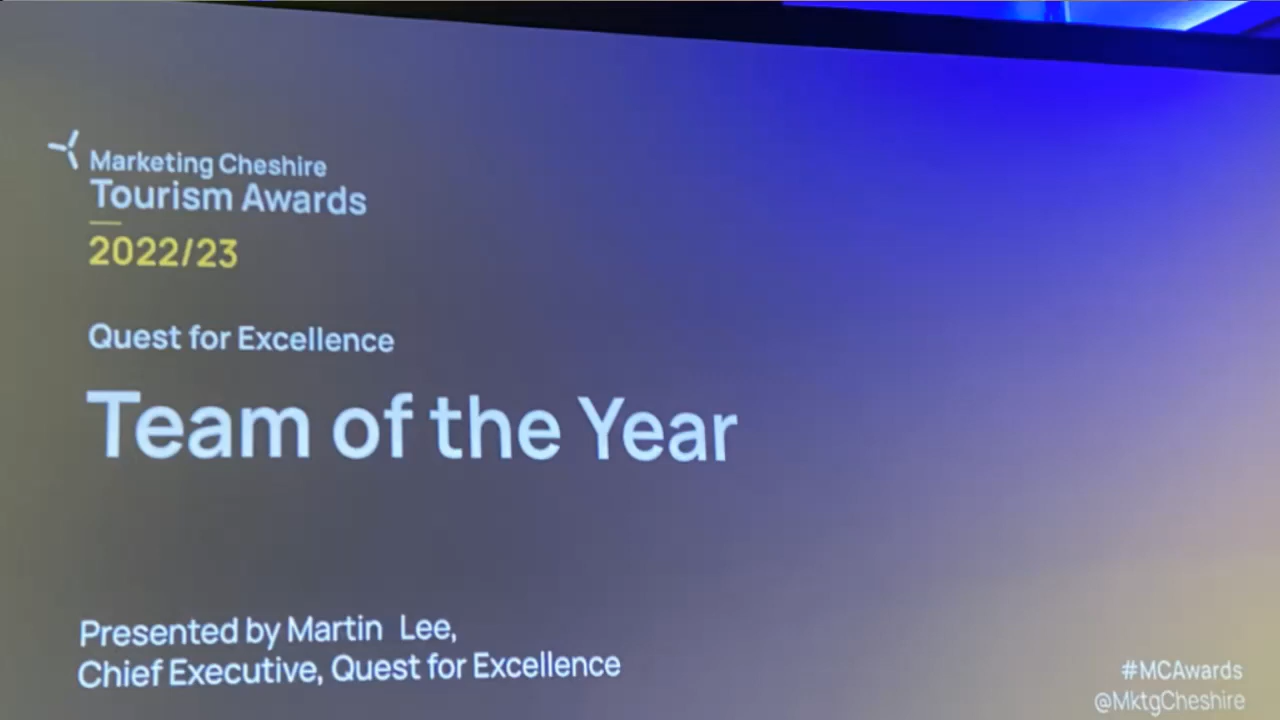 Marketing Cheshire
Tourism Awards
2022/23
Quest for Excellence
Team of the Year
Presented by Martin Lee,
Chief Executive, Quest for Excellence
#MCAwards
@MktgCheshire